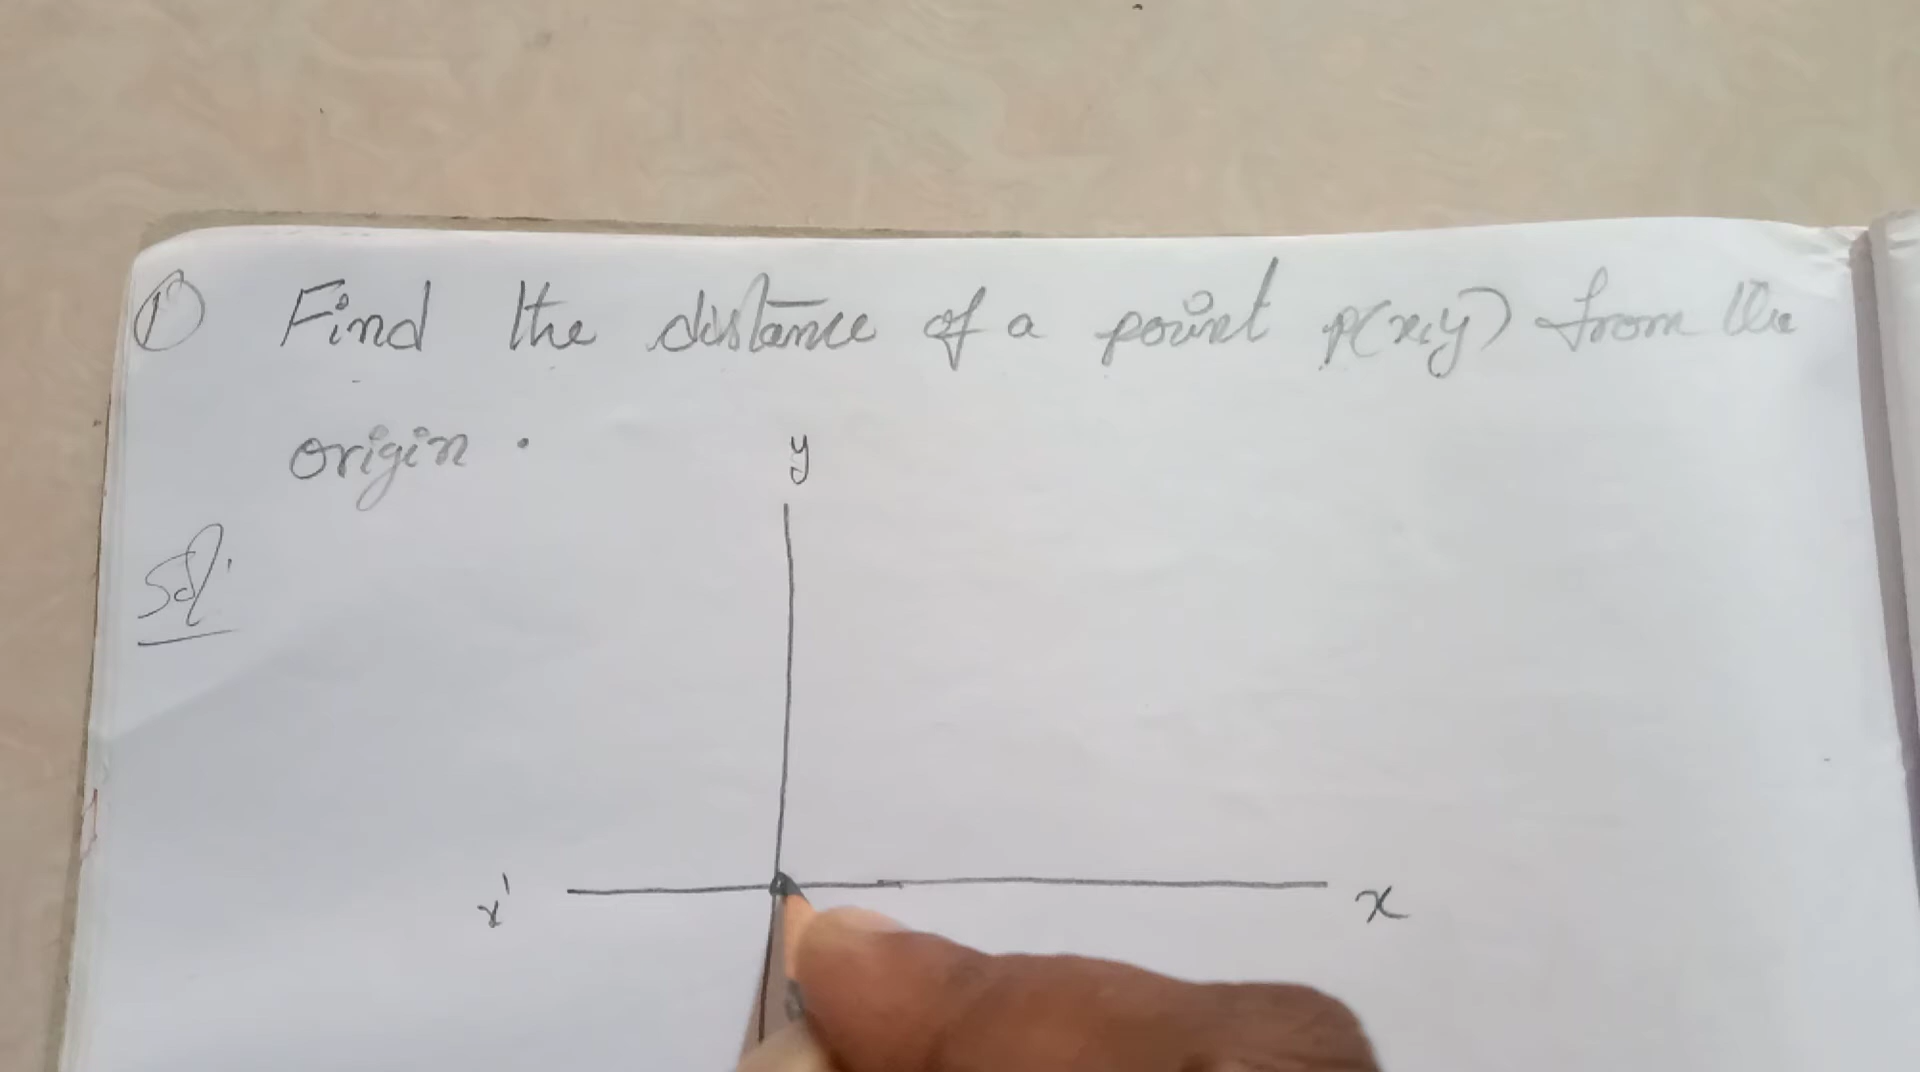 ① Find the distance of a point P(x,y) from the
origin .
y
Sol.
x'
x